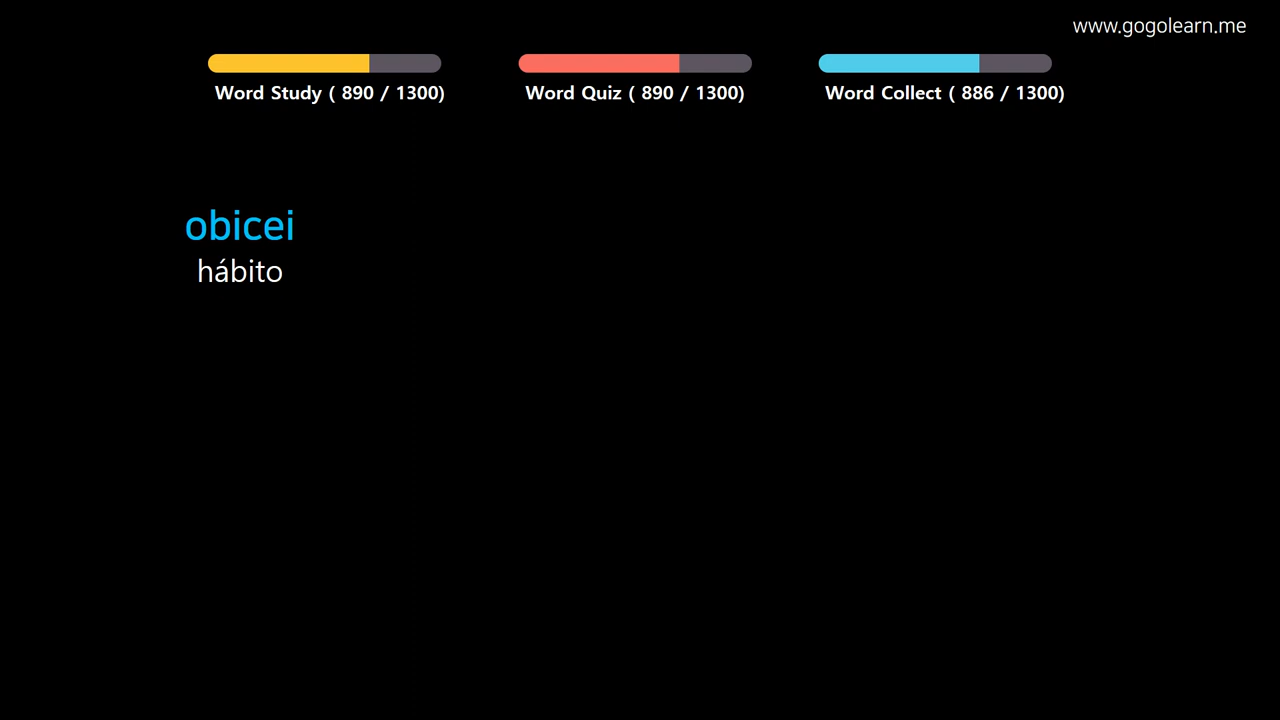 www.gogolearn.me
Word Study ( 890 / 1300)
Word Quiz ( 890 / 1300)
Word Collect ( 886 / 1300)
obicei
hábito